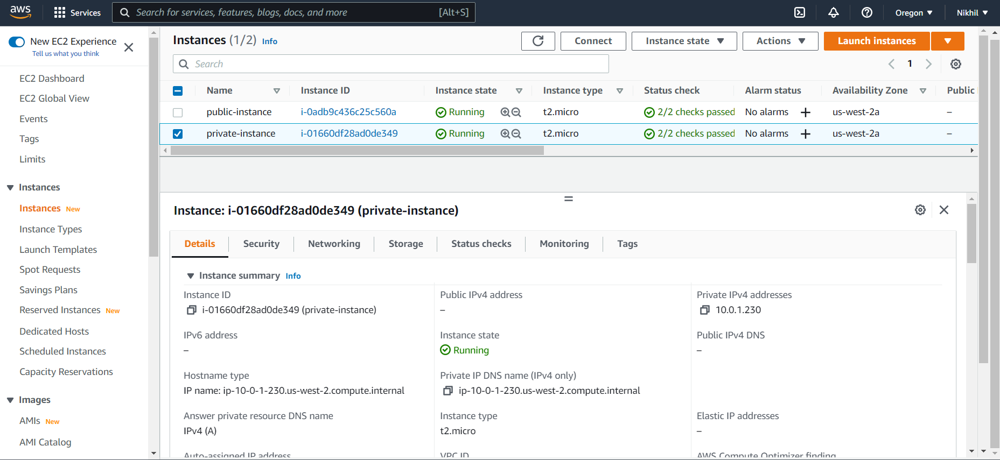 aws
Services
Search for services, features, blogs, docs, and more
[Alt+S]
Oregon
Nikhil
New EC2 Experience
Tell us what you think
EC2 Dashboard
EC2 Global View
Events
Tags
Limits
Instances
Instances New
Instance Types
Launch Templates
Spot Requests
Savings Plans
Reserved Instances New
Dedicated Hosts
Scheduled Instances
Capacity Reservations
Images
AMIs New
AMI Catalog
Instances (1/2) Info
Connect
Instance state
Actions
Launch instances
Search
1
Name Instance ID Instance state Instance type Status check Alarm status Availability Zone Public
public-instance i-0adb9c436c25c560a Running t2.micro 2/2 checks passed No alarms + us-west-2a –
private-instance i-01660df28ad0de349 Running t2.micro 2/2 checks passed No alarms + us-west-2a –
Instance: i-01660df28ad0de349 (private-instance)
Details Security Networking Storage Status checks Monitoring Tags
Instance summary Info
Instance ID
i-01660df28ad0de349 (private-instance)
Public IPv4 address
–
Private IPv4 addresses
10.0.1.230
IPv6 address
–
Instance state
Running
Public IPv4 DNS
–
Hostname type
IP name: ip-10-0-1-230.us-west-2.compute.internal
Private IP DNS name (IPv4 only)
ip-10-0-1-230.us-west-2.compute.internal
Answer private resource DNS name
IPv4 (A)
Instance type
t2.micro
Elastic IP addresses
–
Auto-assigned IP address
VPC ID
AWS Compute Optimizer finding